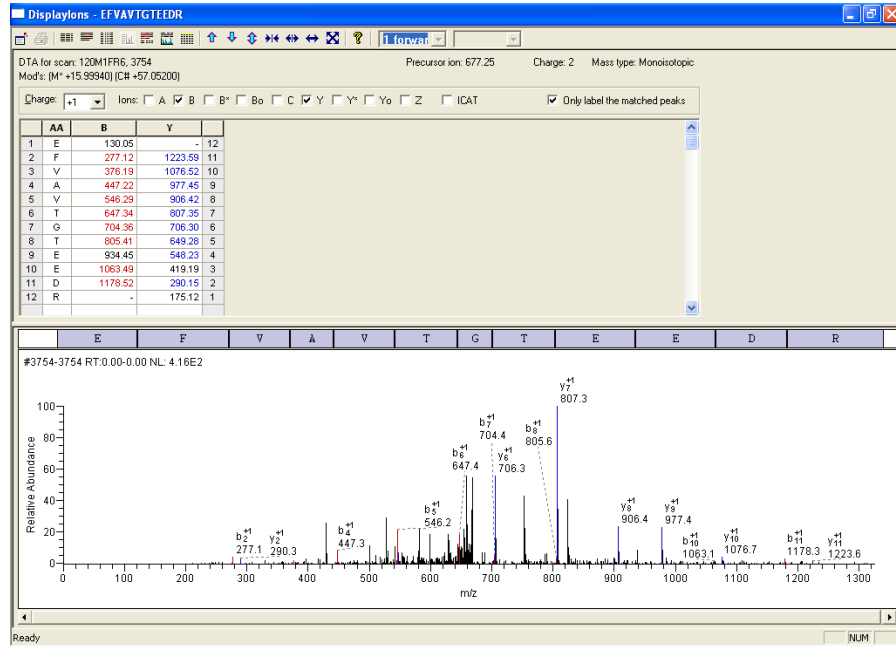 DisplayIons - EFVAVTGTEEDR
1 forwar
DTA for scan: 120M1FR6, 3754 Precursor ion: 677.25 Charge: 2 Mass type: Monoisotopic
Mod's: (M* +15.99940) (C# +57.05200)
Charge: +1 Ions: A B B* Bo C Y Y* Yo Z ICAT Only label the matched peaks
AA B Y
1 E 130.05 - 12
2 F 277.12 1223.59 11
3 V 376.19 1076.52 10
4 A 447.22 977.45 9
5 V 546.29 906.42 8
6 T 647.34 807.35 7
7 G 704.36 706.30 6
8 T 805.41 649.28 5
9 E 934.45 548.23 4
10 E 1063.49 419.19 3
11 D 1178.52 290.15 2
12 R - 175.12 1
E F V A V T G T E E D R
#3754-3754 RT:0.00-0.00 NL: 4.16E2
Relative Abundance
100
80
60
40
20
0
b2+1
277.1
y2+1
290.3
b4+1
447.3
b5+1
546.2
b6+1
647.4
b7+1
704.4
y6+1
706.3
b8+1
805.6
y7+1
807.3
y8+1
906.4
y9+1
977.4
b10+1
1063.1
y10+1
1076.7
b11+1
1178.3
y11+1
1223.6
0 100 200 300 400 500 600 700 800 900 1000 1100 1200 1300
m/z
Ready NUM